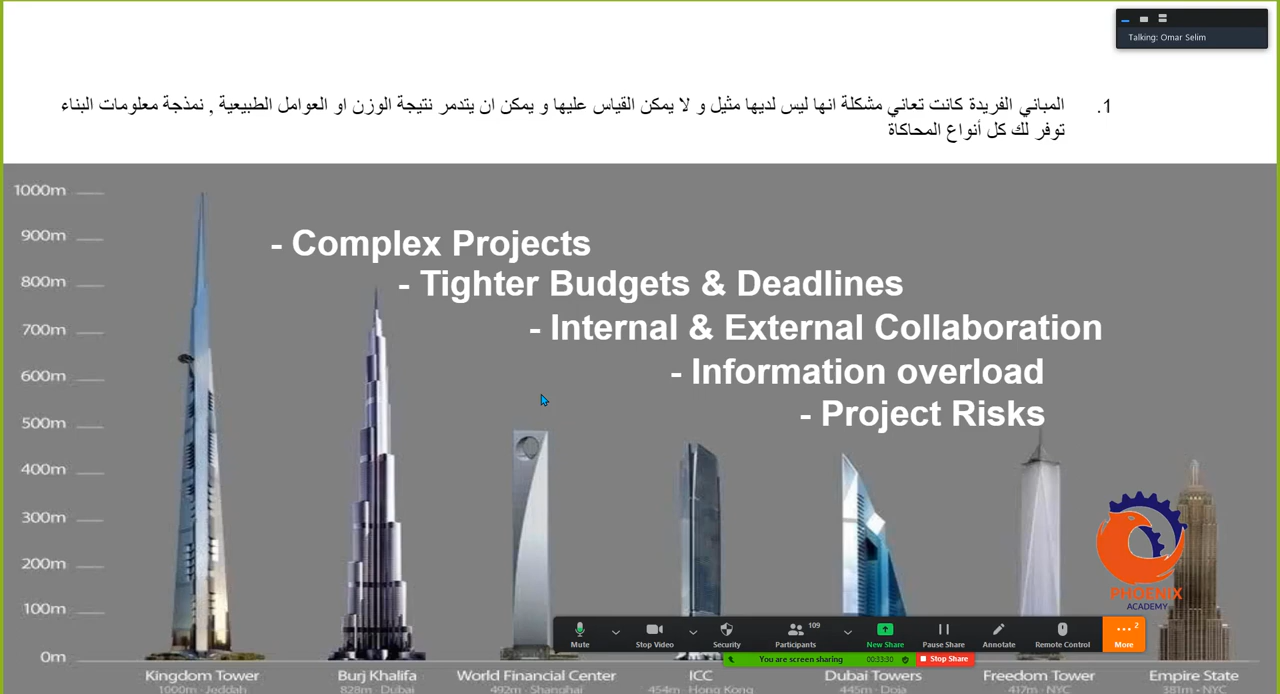 Talking: Omar Selim
1. المباني الفريدة كانت تعاني مشكلة انها ليس لديها مثيل و لا يمكن القياس عليها و يمكن ان يتدمر نتيجة الوزن او العوامل الطبيعية , نمذجة معلومات البناء
توفر لك كل أنواع المحاكاة
1000m
900m
800m
700m
600m
500m
400m
300m
200m
100m
0m
- Complex Projects
- Tighter Budgets & Deadlines
- Internal & External Collaboration
- Information overload
- Project Risks
PHOENIX
ACADEMY
109
2
Mute
Stop Video
Security
Participants
New Share
Pause Share
Annotate
Remote Control
More
You are screen sharing
00:33:30
Stop Share
Kingdom Tower
1000m - Jeddah
Burj Khalifa
828m - Dubai
World Financial Center
492m - Shanghai
ICC
454m - Hong Kong
Dubai Towers
445m - Doja
Freedom Tower
417m - NYC
Empire State
381m - NYC